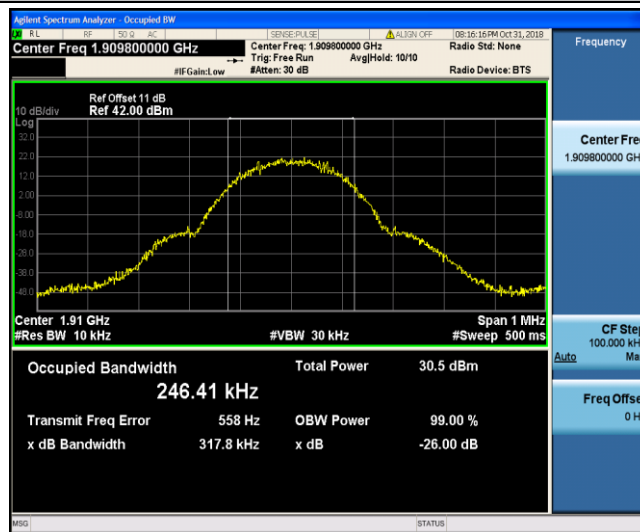 Agilent Spectrum Analyzer - Occupied BW
RL RF 50 Ω AC SENSE:PULSE ALIGN OFF 08:16:16 PM Oct 31, 2018
Center Freq 1.909800000 GHz
Center Freq: 1.909800000 GHz Radio Std: None
Trig: Free Run Avg|Hold: 10/10
#IFGain:Low #Atten: 30 dB Radio Device: BTS
Ref Offset 11 dB
10 dB/div Ref 42.00 dBm
Log
32.0
22.0
12.0
2.00
-8.00
-18.0
-28.0
-38.0
-48.0
Center 1.91 GHz Span 1 MHz
#Res BW 10 kHz #VBW 30 kHz #Sweep 500 ms
Occupied Bandwidth Total Power 30.5 dBm
246.41 kHz
Transmit Freq Error 558 Hz OBW Power 99.00 %
x dB Bandwidth 317.8 kHz x dB -26.00 dB
MSG STATUS
Frequency
Center Fre
1.909800000 GH
CF Step
100.000 kH
Auto Ma
Freq Offse
0 H